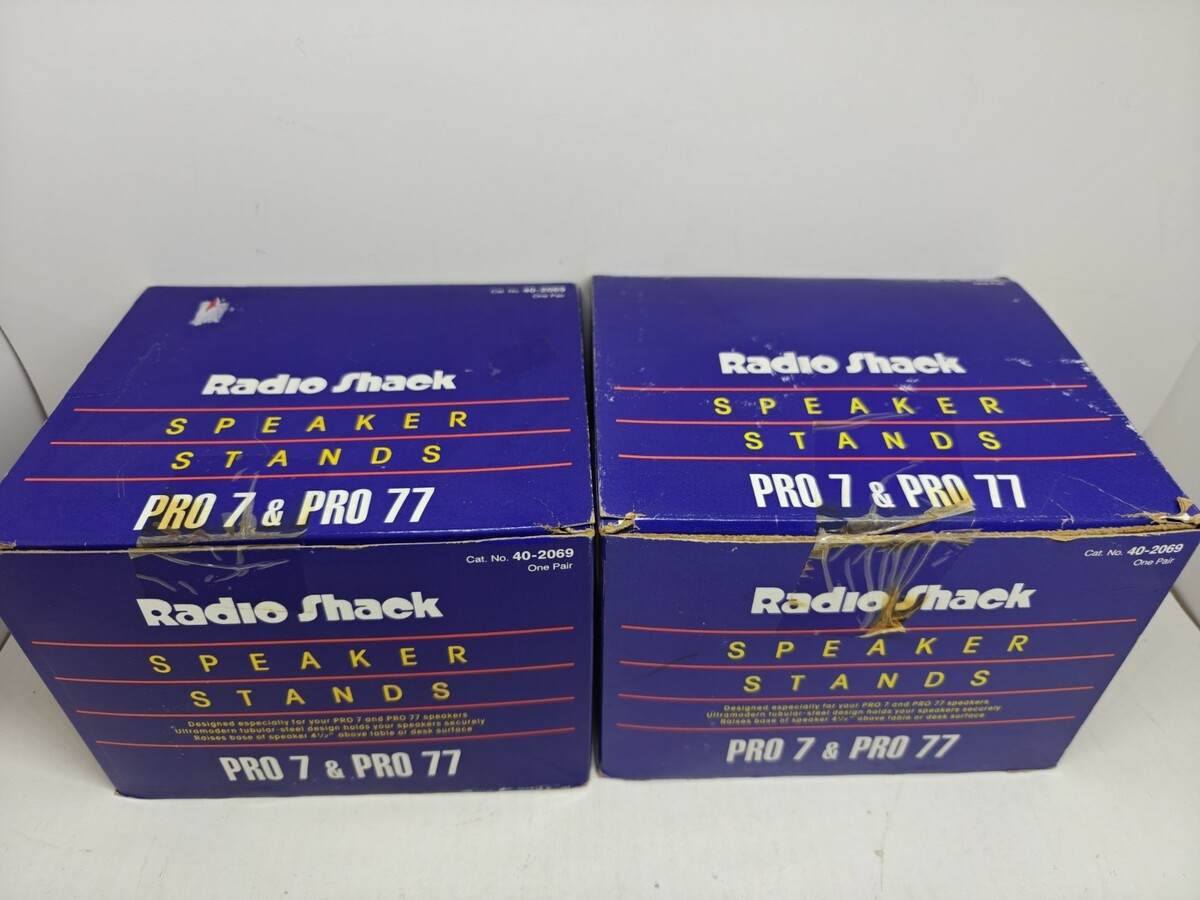 Cat. No. 40-2069
One Pair
Radio Shack
SPEAKER
STANDS
PRO 7 & PRO 77
Cat. No. 40-2069
One Pair
Radio Shack
SPEAKER
STANDS
Designed especially for your PRO 7 and PRO 77 speakers
Ultramodern tubular-steel design holds your speakers securely
Raises base of speaker 4½" above table or desk surface
PRO 7 & PRO 77
One Pair
Radio Shack
SPEAKER
STANDS
PRO 7 & PRO 77
Cat. No. 40-2069
One Pair
Radio Shack
SPEAKER
STANDS
Designed especially for your PRO 7 and PRO 77 speakers
Ultramodern tubular-steel design holds your speakers securely
Raises base of speaker 4½" above table or desk surface
PRO 7 & PRO 77